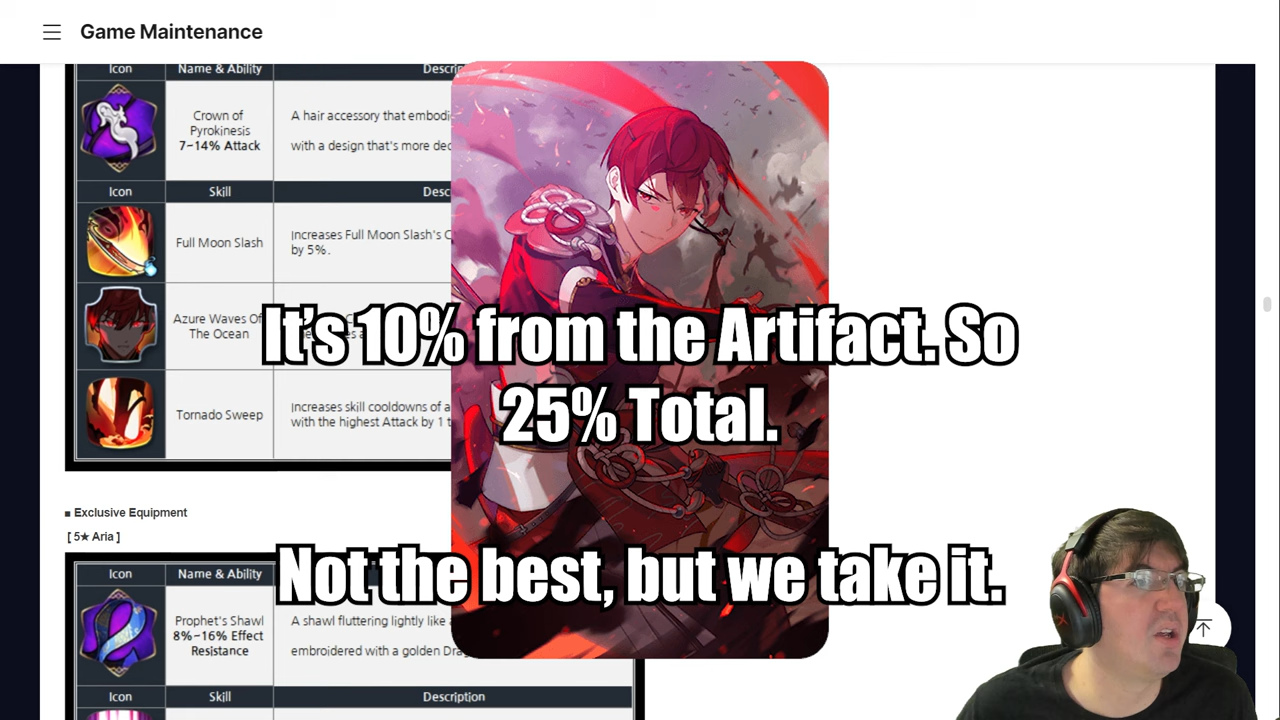 Game Maintenance
Icon Name & Ability
Crown of
Pyrokinesis
7~14% Attack
A hair accessory that
with a design that's more
Icon Skill
Full Moon Slash
Increases Full Moon Slash's
by 5%.
Azure Waves
The Ocean
It's 10% from the Artifact. So
25% Total.
Tornado Sweep
Increases skill cooldowns of
with the highest Attack by 1
■ Exclusive Equipment
[ 5★ Aria ]
Icon Name & Ability
Not the best, but we take it.
Prophet's Shawl
8%~16% Effect
Resistance
A shawl fluttering lightly like
embroidered with a golden
Icon Skill Description